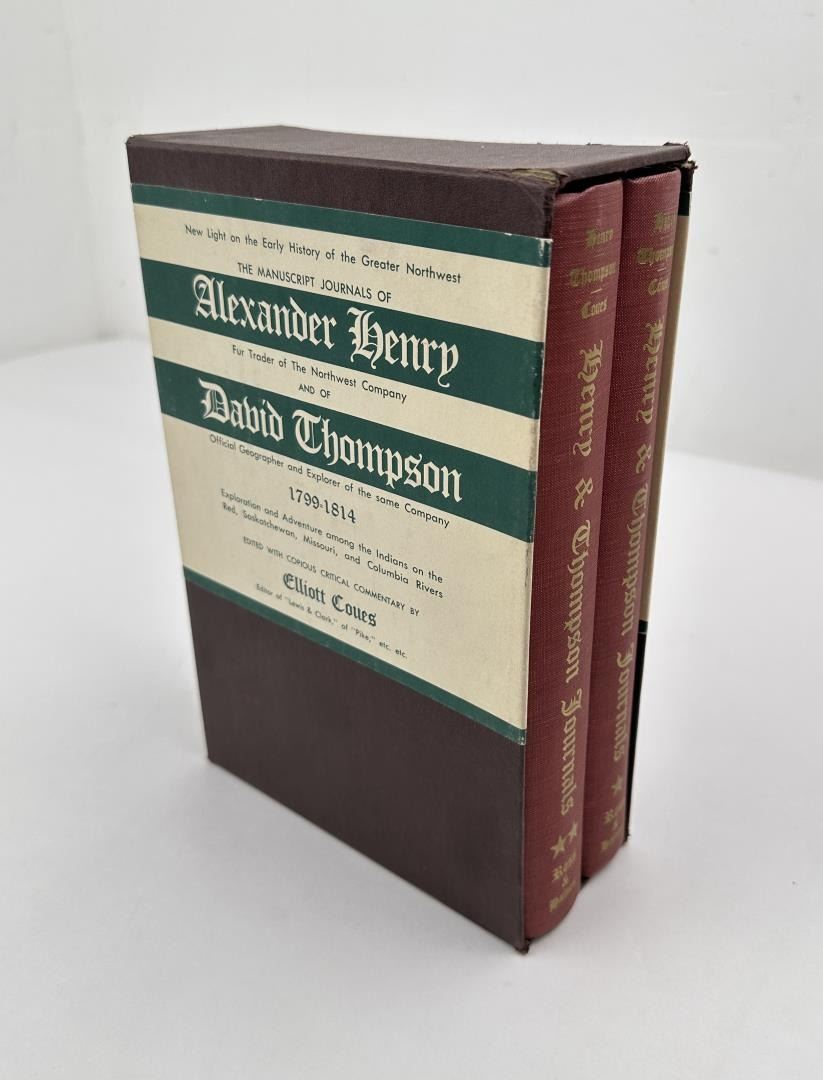 New Light on the Early History of the Greater Northwest
THE MANUSCRIPT JOURNALS OF
Alexander Henry
Fur Trader of The Northwest Company
AND OF
David Thompson
Official Geographer and Explorer of the same Company
1799-1814
Exploration and Adventure among the Indians on the
Red, Saskatchewan, Missouri, and Columbia Rivers
EDITED WITH COPIOUS CRITICAL COMMENTARY BY
Elliott Coues
Editor of "Lewis & Clark," of "Pike," etc. etc.
Henry
Thompson
Coues
Henry & Thompson Journals
Ross
&
Thompson
Coues
Henry & Thompson Journals
&